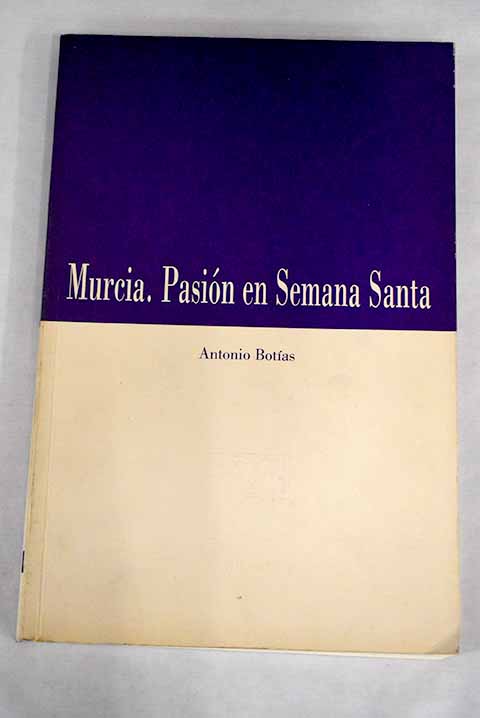 Murcia. Pasión en Semana Santa
Antonio Botías